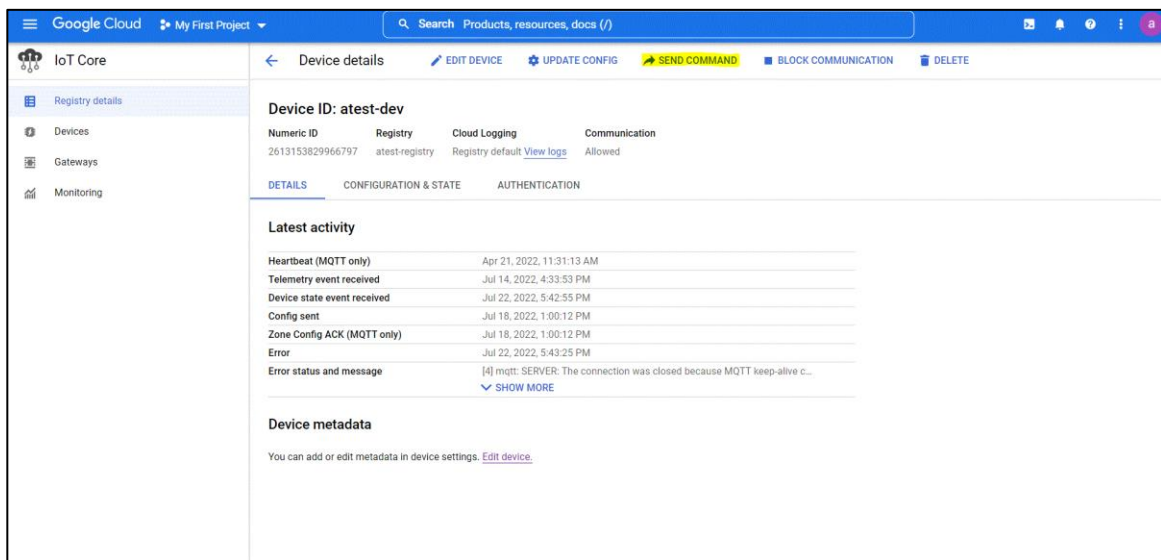 Google Cloud My First Project Search Products, resources, docs (/) a
IoT Core
Device details EDIT DEVICE UPDATE CONFIG SEND COMMAND BLOCK COMMUNICATION DELETE
Registry details
Devices
Gateways
Monitoring
Device ID: atest-dev
Numeric ID Registry Cloud Logging Communication
2613153829966797 atest-registry Registry default View logs Allowed
DETAILS CONFIGURATION & STATE AUTHENTICATION
Latest activity
Heartbeat (MQTT only) Apr 21, 2022, 11:31:13 AM
Telemetry event received Jul 14, 2022, 4:33:53 PM
Device state event received Jul 22, 2022, 5:42:55 PM
Config sent Jul 18, 2022, 1:00:12 PM
Zone Config ACK (MQTT only) Jul 18, 2022, 1:00:12 PM
Error Jul 22, 2022, 5:43:25 PM
Error status and message [4] mqtt: SERVER: The connection was closed because MQTT keep-alive c...
SHOW MORE
Device metadata
You can add or edit metadata in device settings. Edit device.